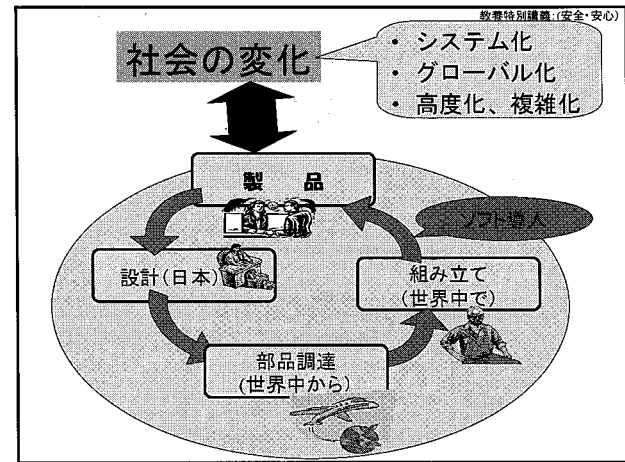 教養特別講義:(安全・安心)
社会の変化
・ システム化
・ グローバル化
・ 高度化、複雑化
製 品
ソフト導入
設計(日本)
組み立て
(世界中で)
部品調達
(世界中から)